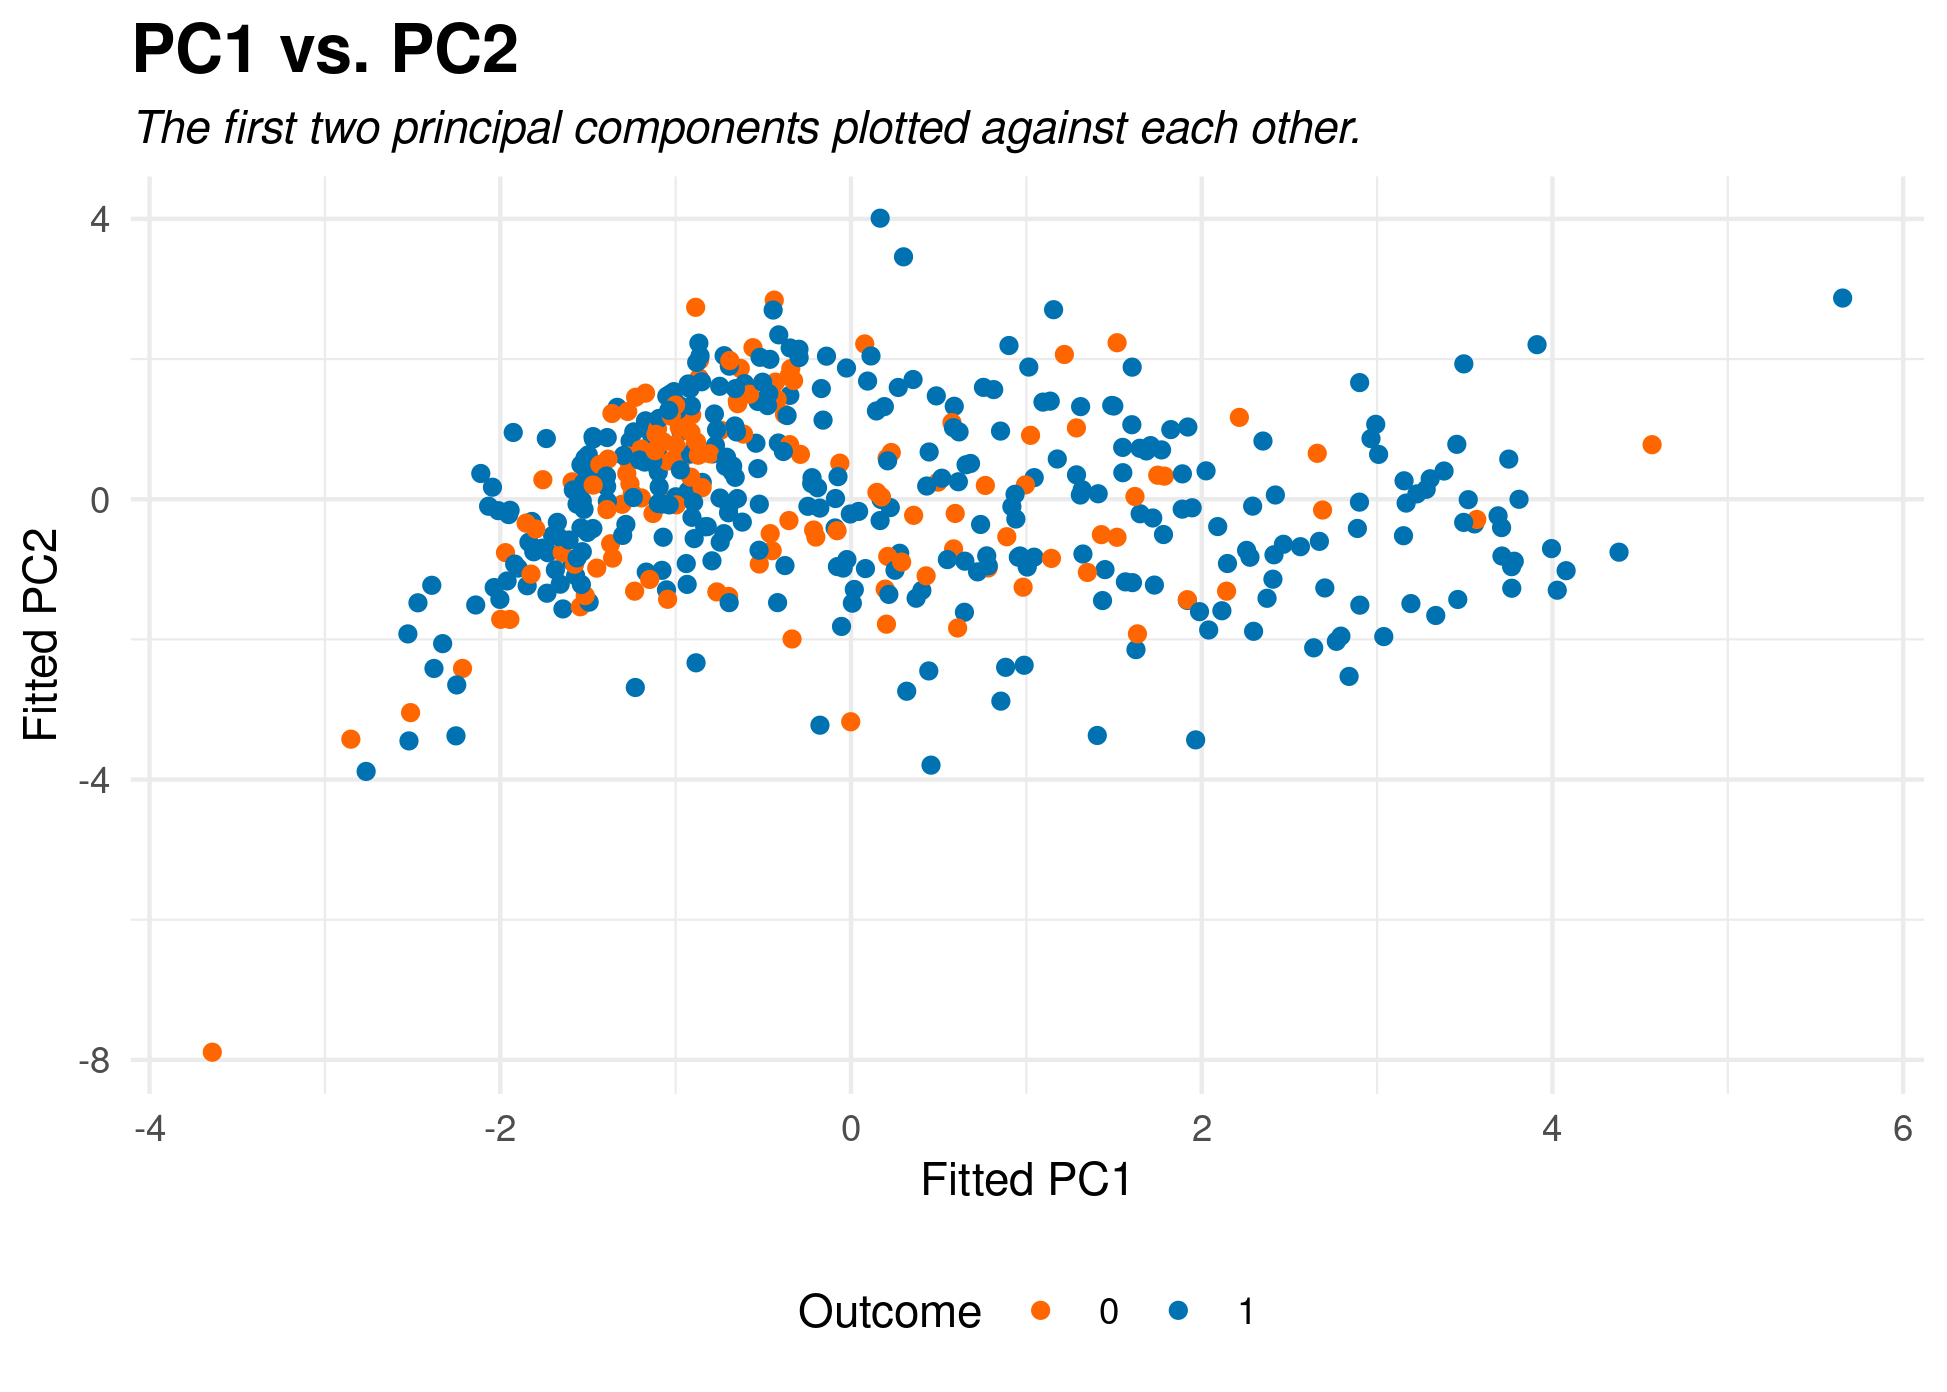 PC1 vs. PC2
The first two principal components plotted against each other.
4
0
-4
-8
Fitted PC2
-4
-2
0
2
4
6
Fitted PC1
Outcome 0 1